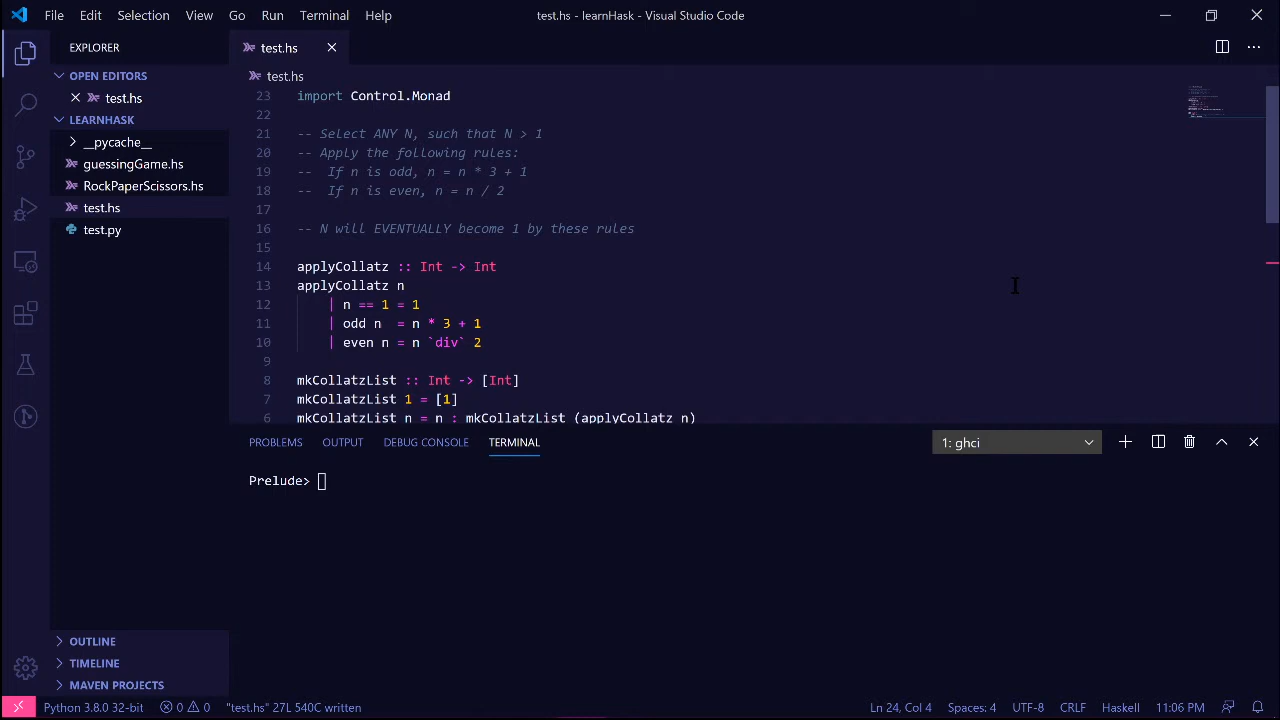 File Edit Selection View Go Run Terminal Help test.hs - learnHask - Visual Studio Code
EXPLORER
OPEN EDITORS
test.hs
LEARNHASK
__pycache__
guessingGame.hs
RockPaperScissors.hs
test.hs
test.py
OUTLINE
TIMELINE
MAVEN PROJECTS
test.hs
test.hs
23 import Control.Monad
22
21 -- Select ANY N, such that N > 1
20 -- Apply the following rules:
19 -- If n is odd, n = n * 3 + 1
18 -- If n is even, n = n / 2
17
16 -- N will EVENTUALLY become 1 by these rules
15
14 applyCollatz :: Int -> Int
13 applyCollatz n
12 | n == 1 = 1
11 | odd n = n * 3 + 1
10 | even n = n `div` 2
9
8 mkCollatzList :: Int -> [Int]
7 mkCollatzList 1 = [1]
6 mkCollatzList n = n : mkCollatzList (applyCollatz n)
PROBLEMS OUTPUT DEBUG CONSOLE TERMINAL 1: ghci
Prelude>
Python 3.8.0 32-bit 0 0 "test.hs" 27L 540C written Ln 24, Col 4 Spaces: 4 UTF-8 CRLF Haskell 11:06 PM